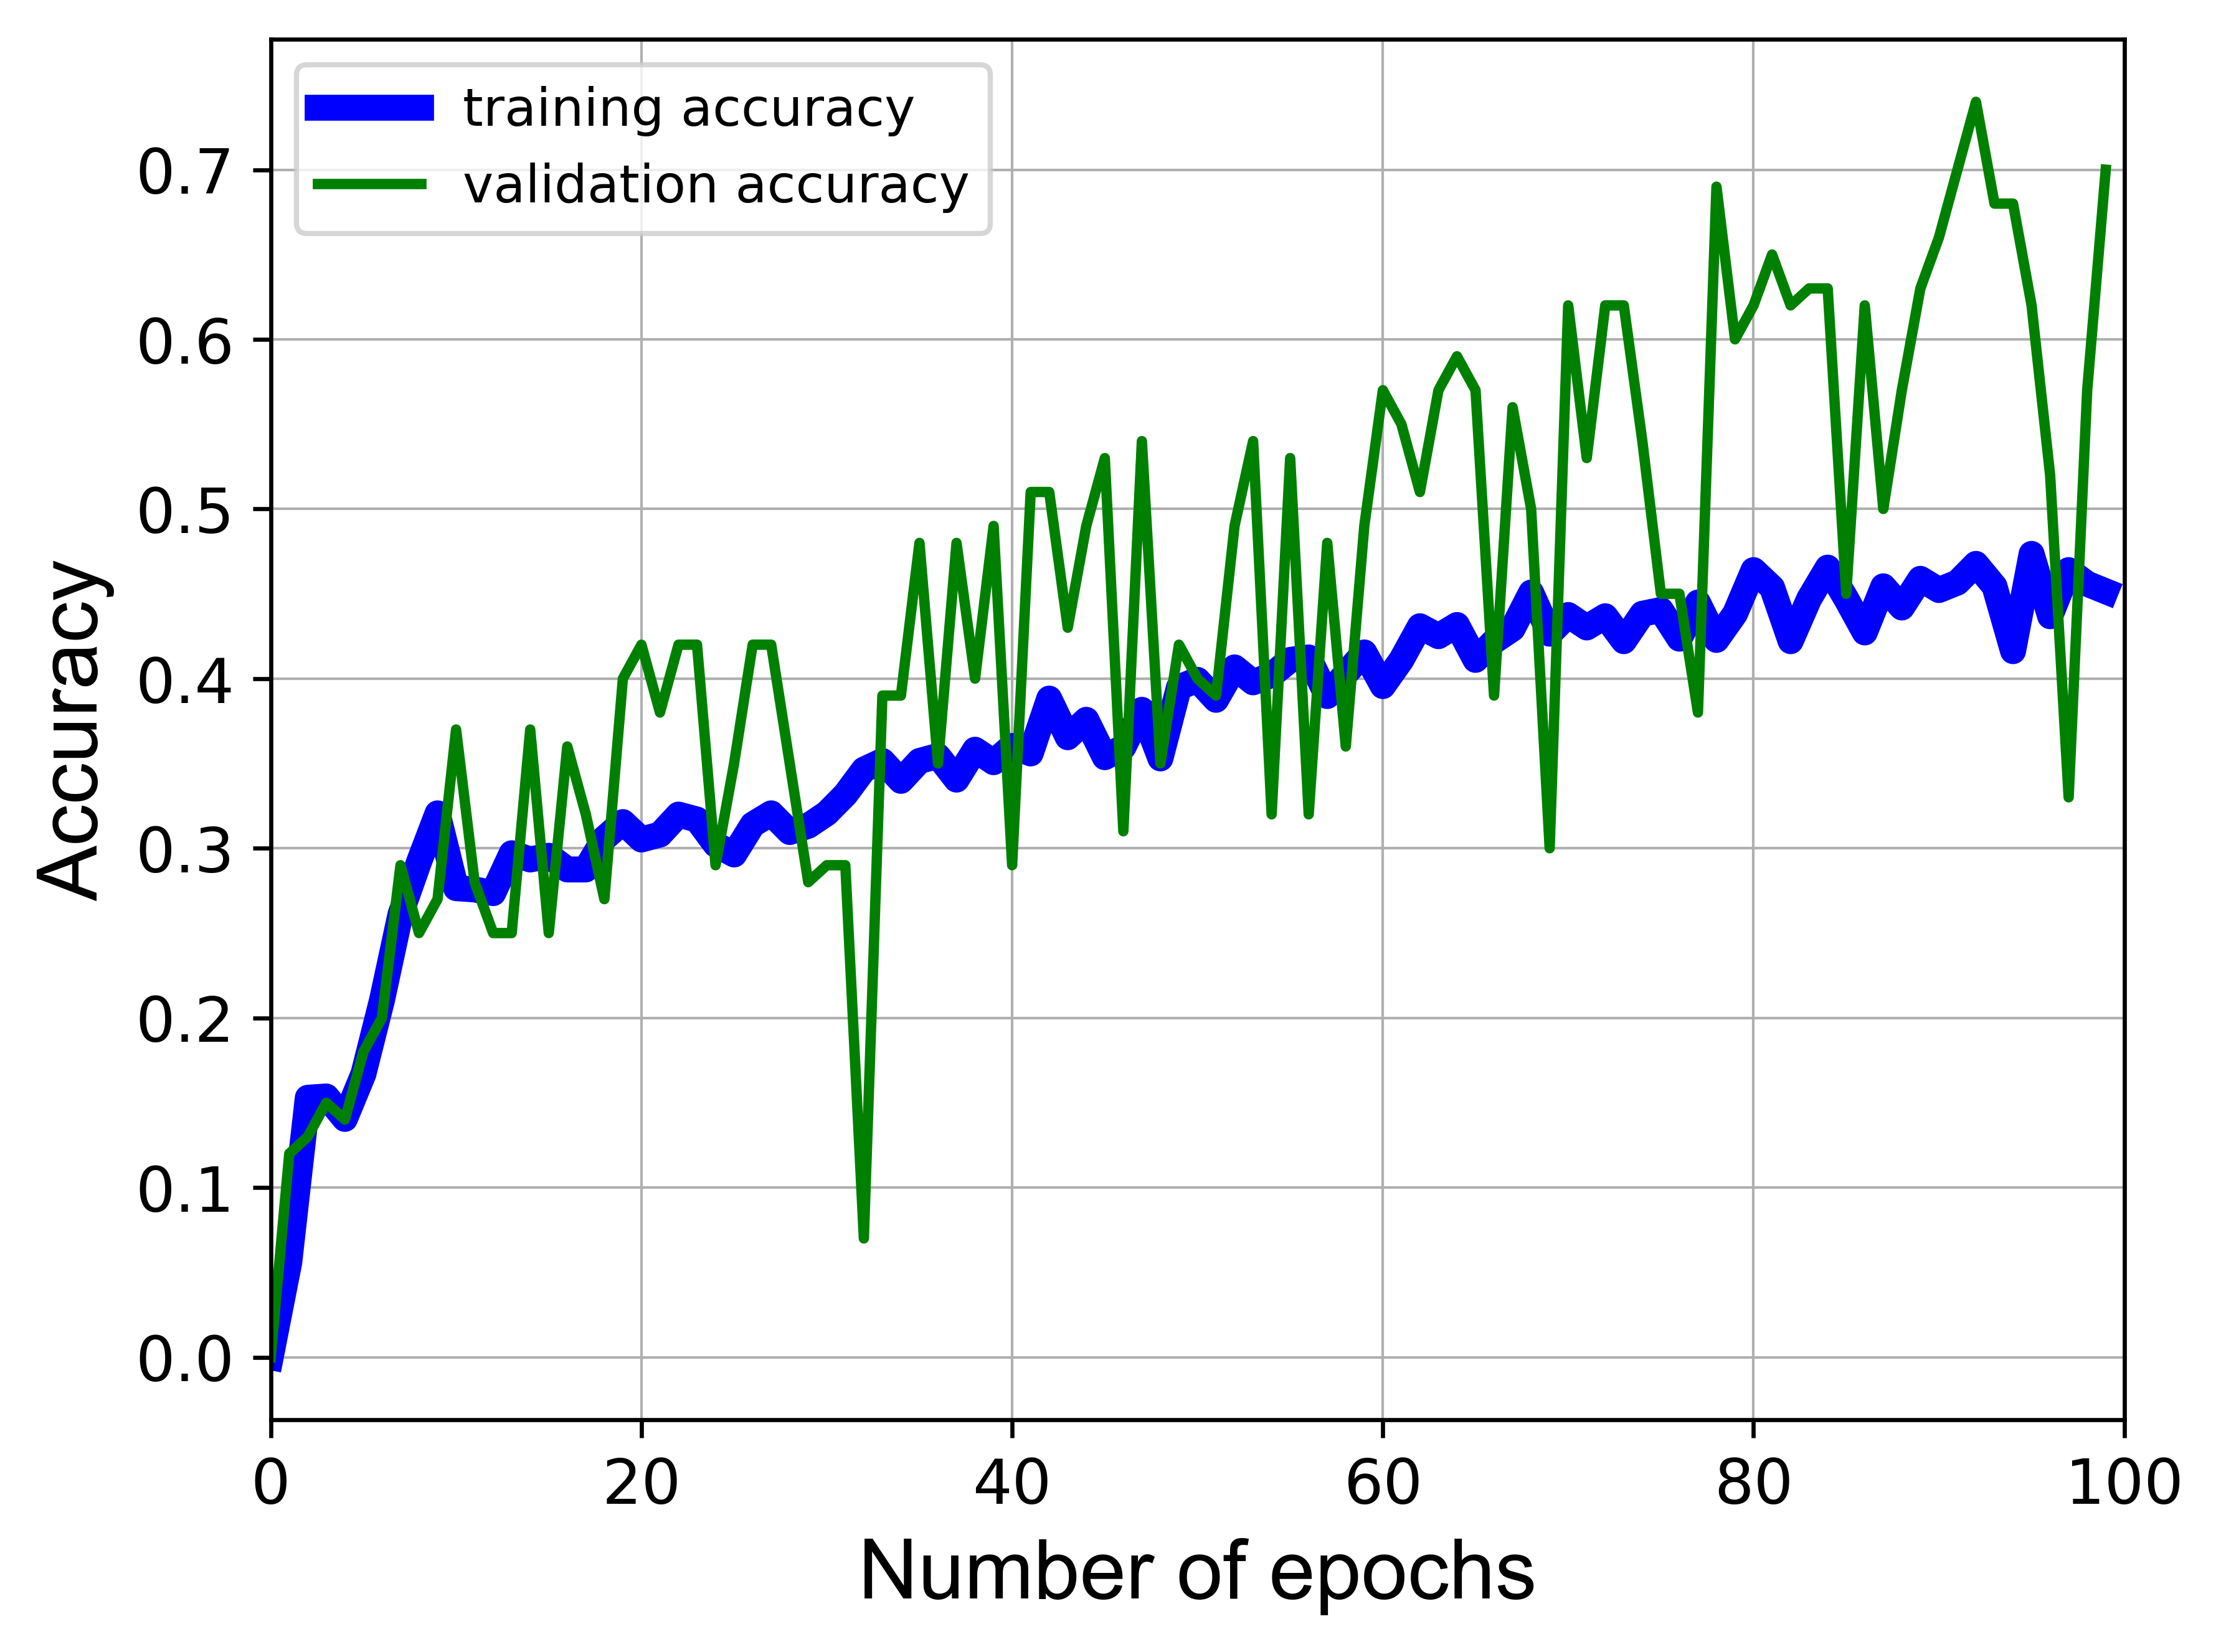 training accuracy
validation accuracy
0.7
0.6
0.5
0.4
0.3
0.2
0.1
0.0
Accuracy
0 20 40 60 80 100
Number of epochs